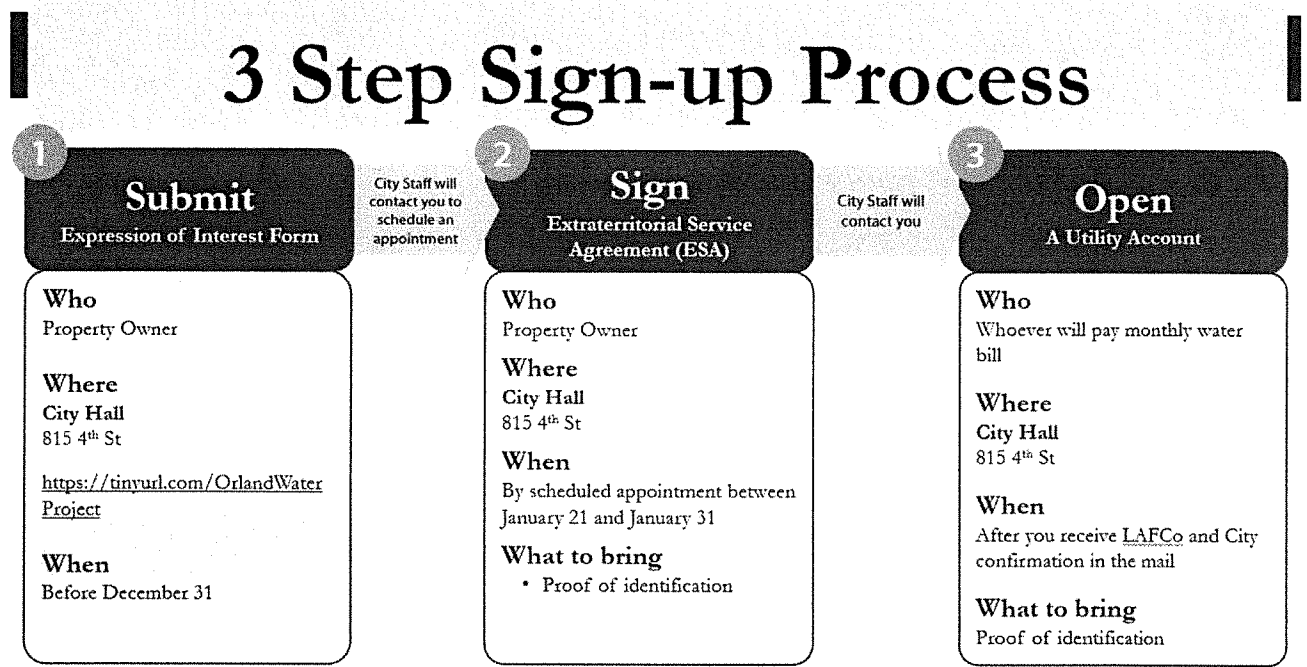 3 Step Sign-up Process
1
Submit
Expression of Interest Form
Who
Property Owner
Where
City Hall
815 4th St
https://tinyurl.com/OrlandWater
Project
When
Before December 31
City Staff will
contact you to
schedule an
appointment
2
Sign
Extraterritorial Service
Agreement (ESA)
Who
Property Owner
Where
City Hall
815 4th St
When
By scheduled appointment between
January 21 and January 31
What to bring
• Proof of identification
City Staff will
contact you
3
Open
A Utility Account
Who
Whoever will pay monthly water
bill
Where
City Hall
815 4th St
When
After you receive LAFCo and City
confirmation in the mail
What to bring
Proof of identification